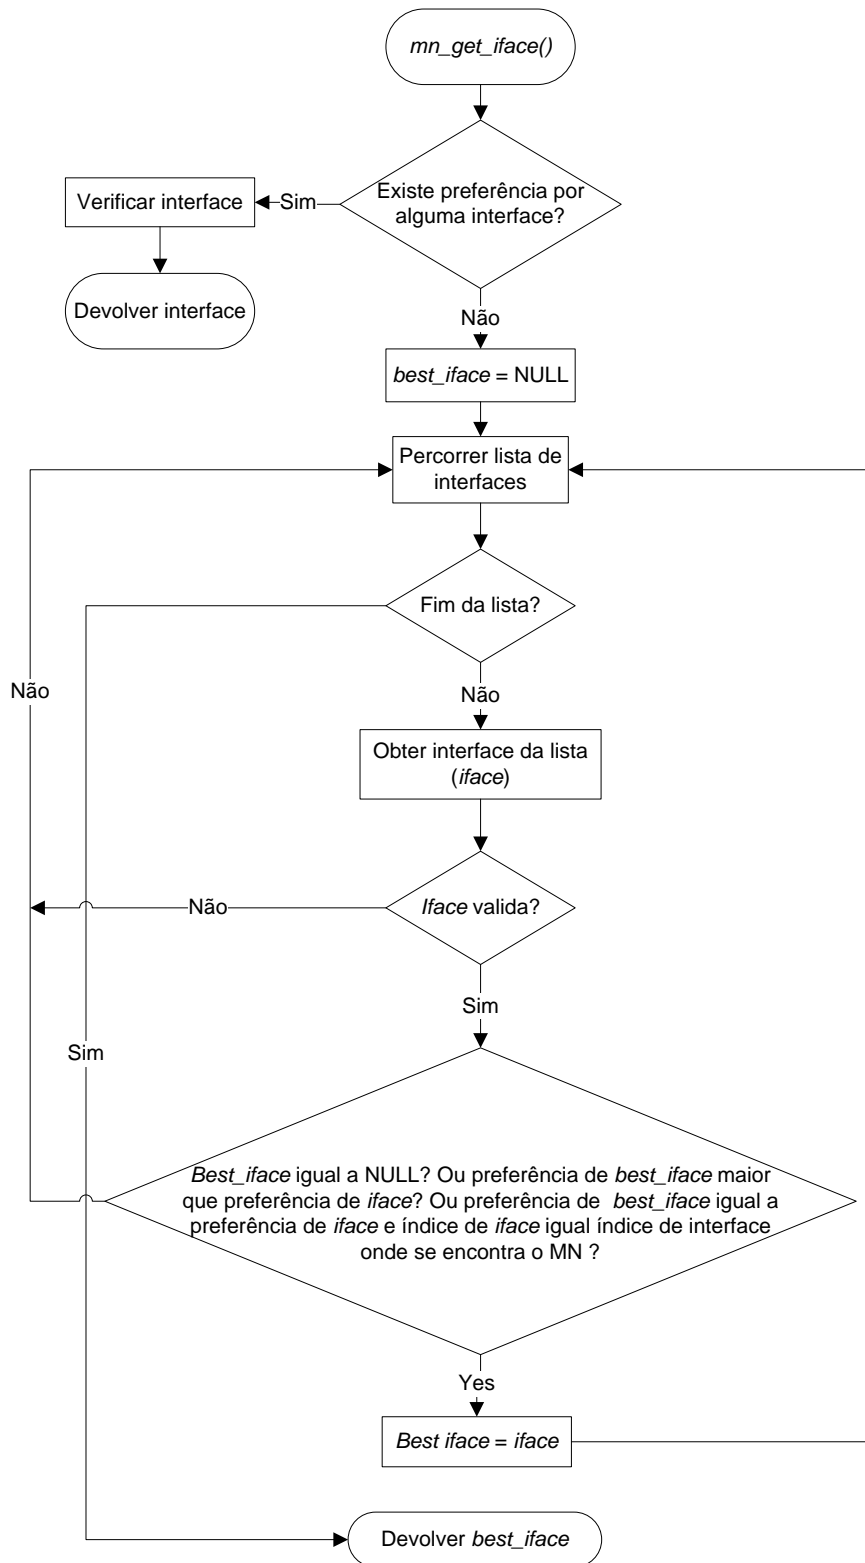 mn_get_iface()
Existe preferência por
alguma interface?
Sim
Verificar interface
Devolver interface
Não
best_iface = NULL
Percorrer lista de
interfaces
Fim da lista?
Não
Não
Obter interface da lista
(iface)
Iface valida?
Não
Sim
Sim
Best_iface igual a NULL? Ou preferência de best_iface maior
que preferência de iface? Ou preferência de best_iface igual a
preferência de iface e índice de iface igual índice de interface
onde se encontra o MN ?
Yes
Best iface = iface
Devolver best_iface